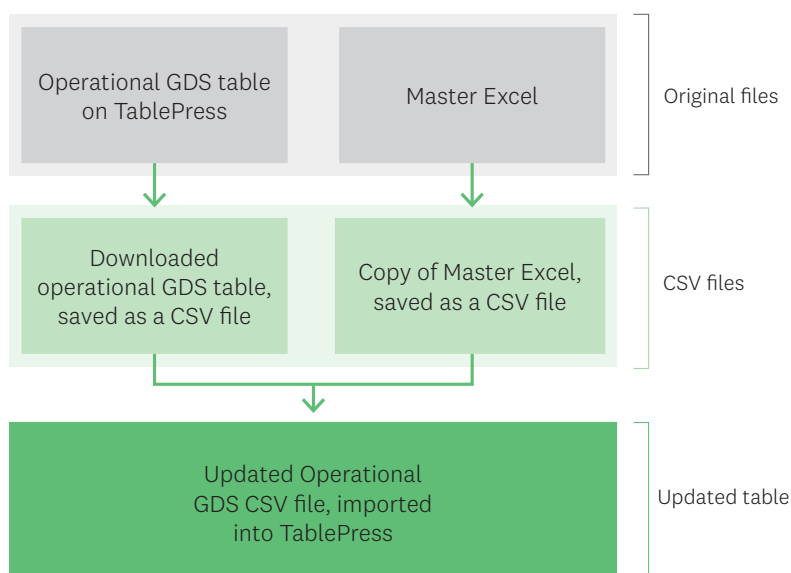 Operational GDS table
on TablePress
Master Excel
Original files
Downloaded
operational GDS table,
saved as a CSV file
Copy of Master Excel,
saved as a CSV file
CSV files
Updated Operational
GDS CSV file, imported
into TablePress
Updated table